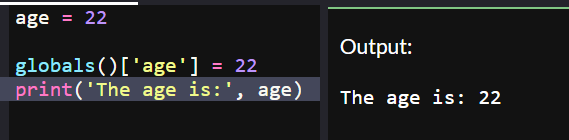 age = 22
globals()['age'] = 22
print('The age is:', age)
Output:
The age is: 22